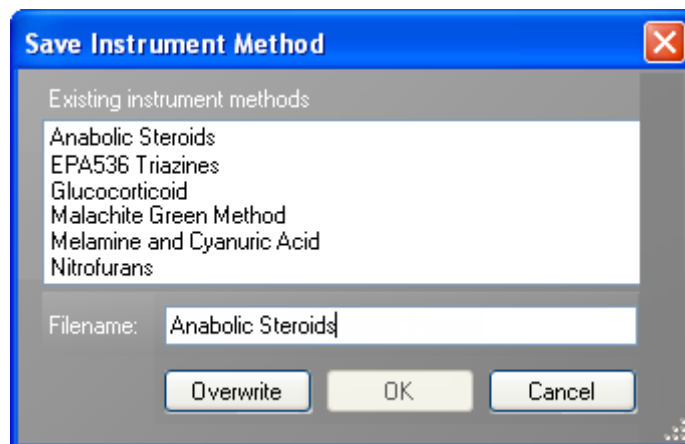 Save Instrument Method
Existing instrument methods
Anabolic Steroids
EPA536 Triazines
Glucocorticoid
Malachite Green Method
Melamine and Cyanuric Acid
Nitrofurans
Filename: Anabolic Steroids
Overwrite OK Cancel